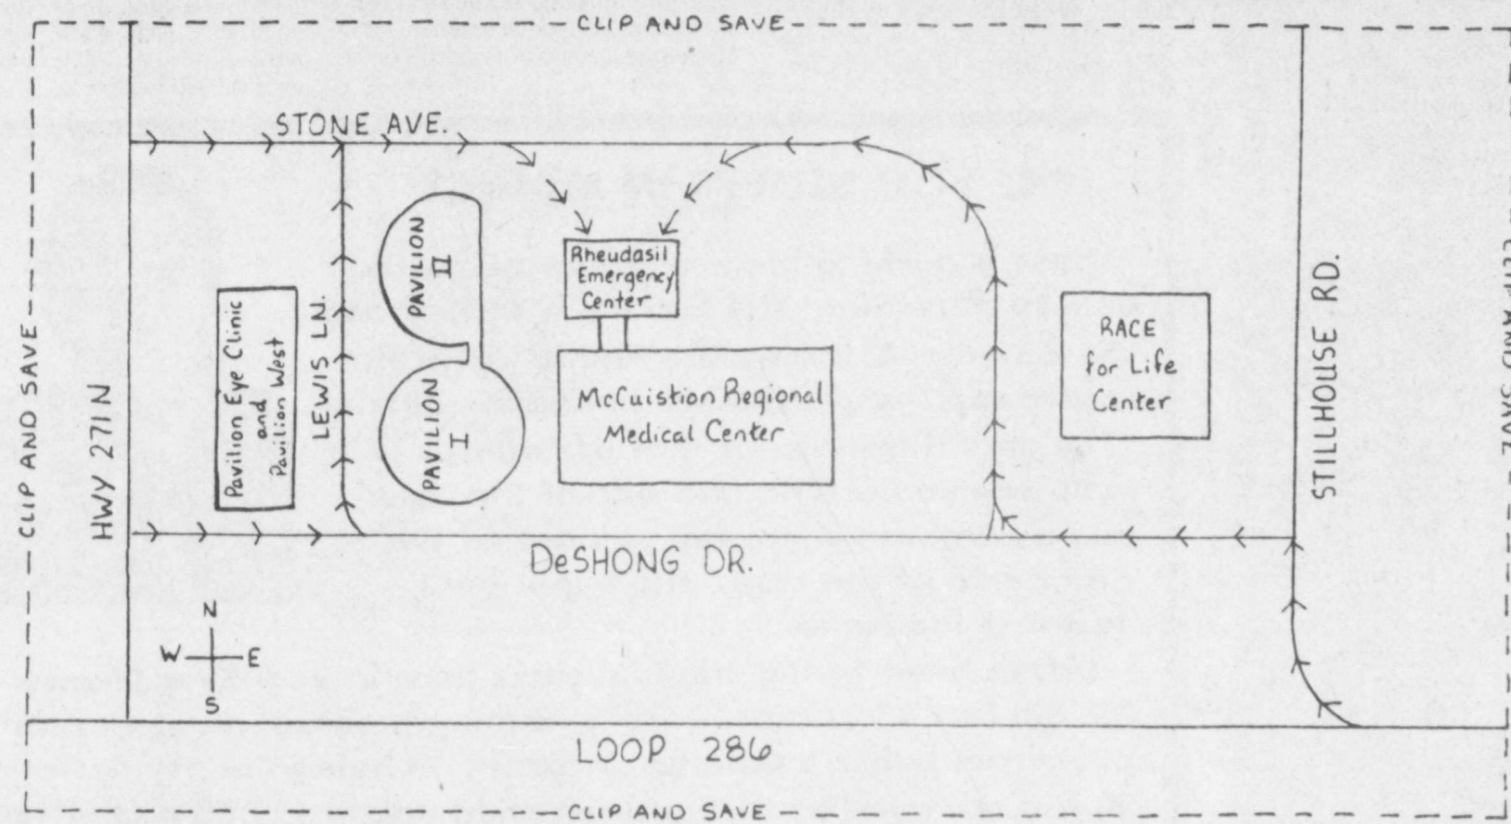 CLIP AND SAVE
STONE AVE.
PAVILION
II
Rheudasil
Emergency
Center
CLIP AND SAVE
HWY 271N
Pavilion Eye Clinic
and
Pavilion West
LEWIS LN.
PAVILION
I
McCuistion Regional
Medical Center
RACE
for Life
Center
STILLHOUSE RD.
CLIP AND SAVE
DeSHONG DR.
N
W E
S
LOOP 286
CLIP AND SAVE